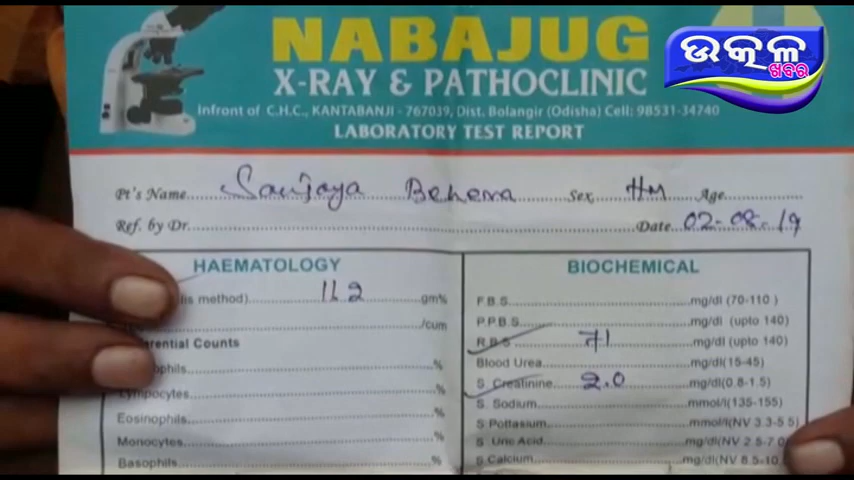 NABAJUG
ଉତ୍କଳ
ଖବର
X-RAY & PATHOCLINIC
Infront of C.H.C., KANTABANJI - 767039, Dist. Bolangir (Odisha) Cell: 98531-34740
LABORATORY TEST REPORT
Pt's Name Sanjaya Behera Sex HM Age
Ref. by Dr. Date 02-08-19
HAEMATOLOGY
is method) 11.2 gm%
/cum
erential Counts
phils %
Lympocytes %
Eosinophils %
Monocytes %
Basophils %
BIOCHEMICAL
F.B.S mg/dl (70-110 )
P.P.B.S mg/dl (upto 140)
R.B.S 71 mg/dl (upto 140)
Blood Urea mg/dl(15-45)
S. Creatinine 2.0 mg/dl(0.8-1.5)
S. Sodium mmol/l(135-155)
S Pottasium mmol/l(NV 3.3-5.5)
S Uric Acid mg/dl(NV 2.5-7.0
S Calcium mg/dl(NV 8.5-10